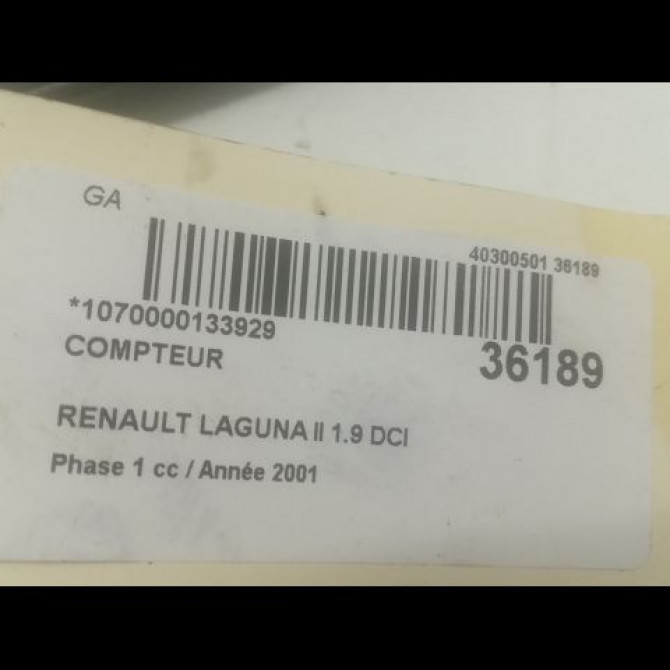 GA
40300501 36189
*1070000133929
COMPTEUR
36189
RENAULT LAGUNA II 1.9 DCI
Phase 1 cc / Année 2001